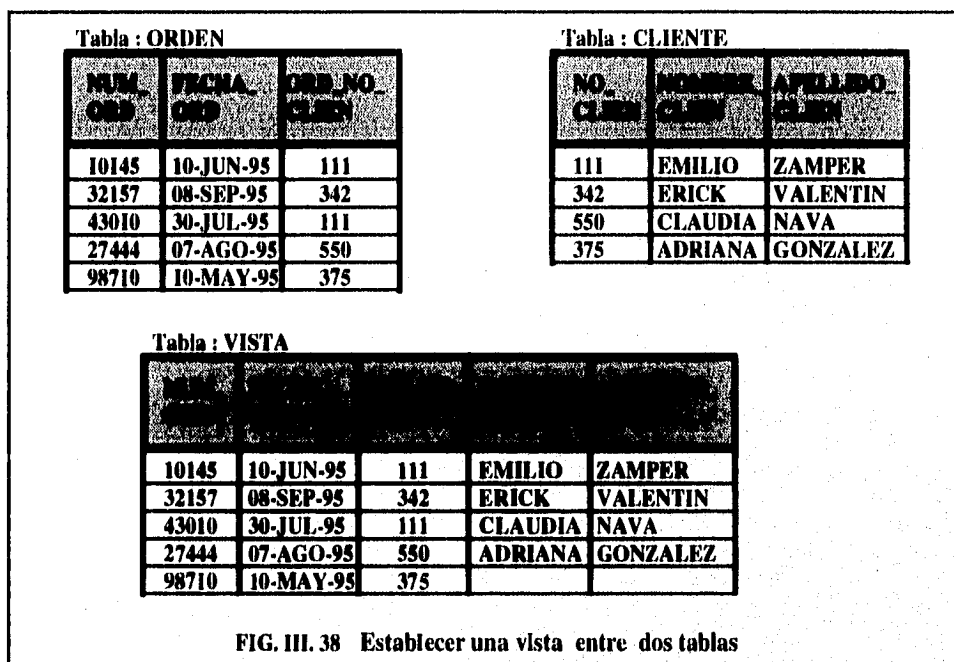 Tabla : ORDEN
NUM_ FECHA_ ORD_NO_
ORD ORD CLIEN
10145 10-JUN-95 111
32157 08-SEP-95 342
43010 30-JUL-95 111
27444 07-AGO-95 550
98710 10-MAY-95 375
Tabla : CLIENTE
NO_ NOMBRE_ APELLIDO_
CLIEN CLIEN CLIEN
111 EMILIO ZAMPER
342 ERICK VALENTIN
550 CLAUDIA NAVA
375 ADRIANA GONZALEZ
Tabla : VISTA
10145 10-JUN-95 111 EMILIO ZAMPER
32157 08-SEP-95 342 ERICK VALENTIN
43010 30-JUL-95 111 CLAUDIA NAVA
27444 07-AGO-95 550 ADRIANA GONZALEZ
98710 10-MAY-95 375
FIG. III. 38 Establecer una vista entre dos tablas